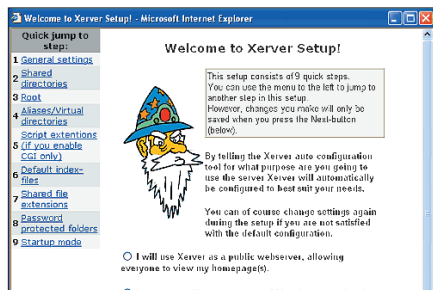 Welcome to Xerver Setup! - Microsoft Internet Explorer
Quick jump to
step:
1 General settings
2 Shared
directories
3 Root
4 Aliases/Virtual
directories
Script extentions
5 (if you enable
CGI only)
6 Default index-
files
7 Shared file
extensions
8 Password
protected folders
9 Startup mode
Welcome to Xerver Setup!
This setup consists of 9 quick steps.
You can use the menu to the left to jump to
another step in this setup.
However, changes you make will only be
saved when you press the Next-button
(below).
By telling the Xerver auto configuration
tool for what purpose are you going to
use the server Xerver will automatically
be configured to best suit your needs.
You can of course change settings again
during the setup if you are not satisfied
with the default configuration.
I will use Xerver as a public webserver, allowing
everyone to view my homepage(s).